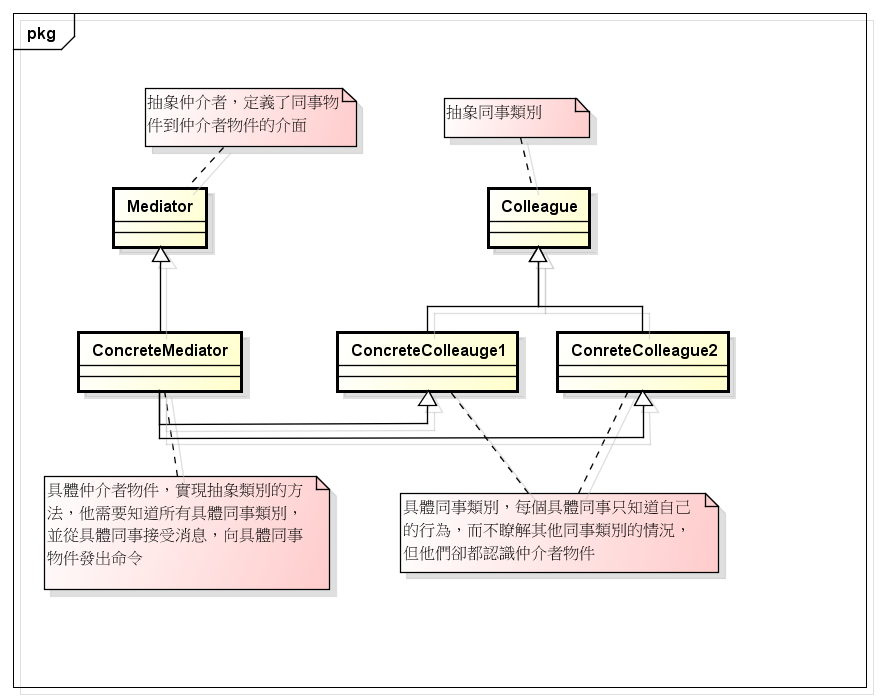 pkg
抽象仲介者，定義了同事物
件到仲介者物件的介面
抽象同事類別
Mediator
Colleague
ConcreteMediator
ConcreteColleauge1
ConreteColleague2
具體仲介者物件，實現抽象類別的方
法，他需要知道所有具體同事類別，
並從具體同事接受消息，向具體同事
物件發出命令
具體同事類別，每個具體同事只知道自己
的行為，而不瞭解其他同事類別的情況，
但他們卻都認識仲介者物件